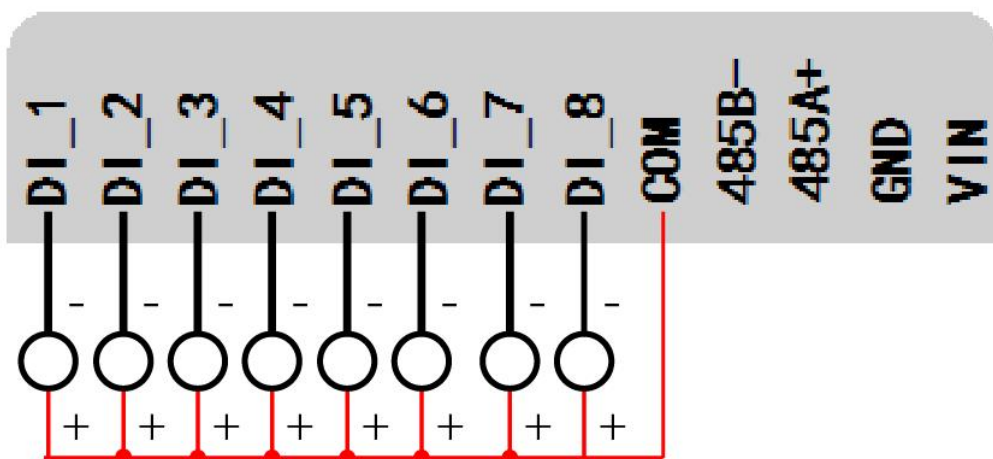 DI_1 DI_2 DI_3 DI_4 DI_5 DI_6 DI_7 DI_8 COM 485B- 485A+ GND VIN
- - - - - - - -
+ + + + + + + +